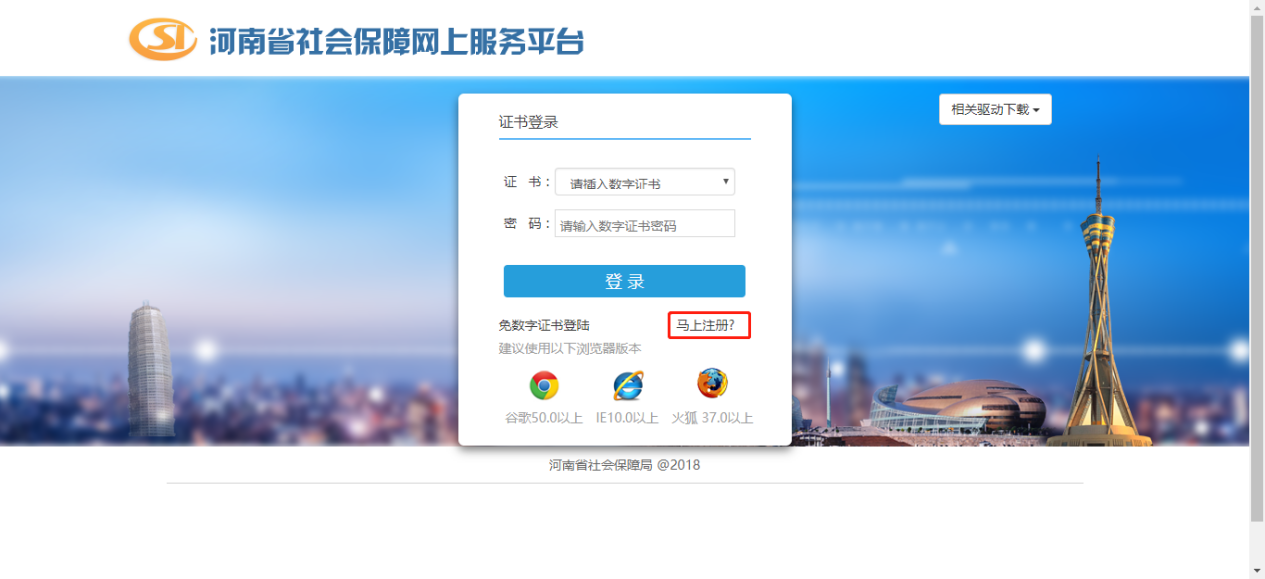 河南省社会保障网上服务平台
相关驱动下载
证书登录
证 书： 请插入数字证书
密 码： 请输入数字证书密码
登 录
免数字证书登陆 马上注册?
建议使用以下浏览器版本
谷歌50.0以上 IE10.0以上 火狐 37.0以上
河南省社会保障局 @2018